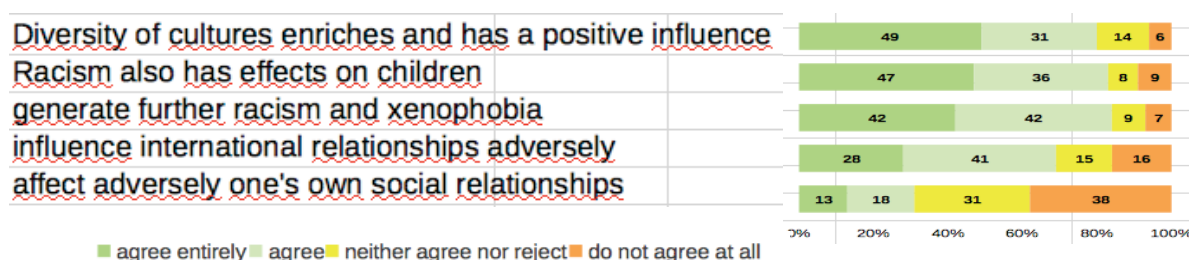 Diversity of cultures enriches and has a positive influence 49 31 14 6
Racism also has effects on children 47 36 8 9
generate further racism and xenophobia 42 42 9 7
influence international relationships adversely 28 41 15 16
affect adversely one's own social relationships 13 18 31 38
0% 20% 40% 60% 80% 100%
agree entirely agree neither agree nor reject do not agree at all